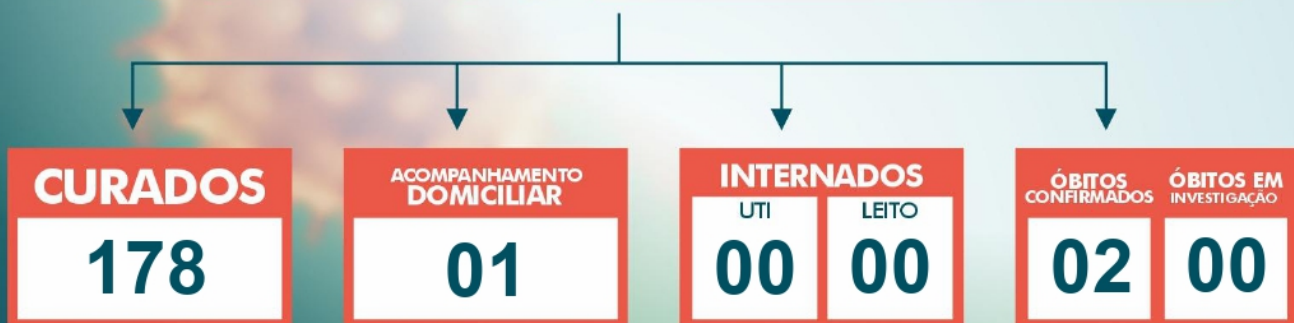 CURADOS
178
ACOMPANHAMENTO
DOMICILIAR
01
INTERNADOS
UTI
00
LEITO
00
ÓBITOS
CONFIRMADOS
02
ÓBITOS EM
INVESTIGAÇÃO
00